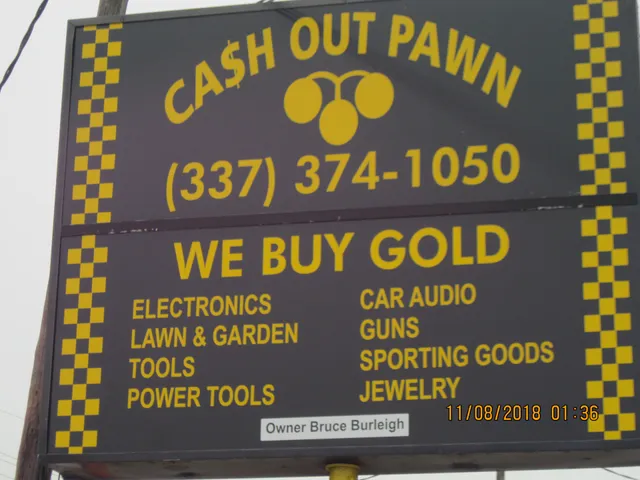 CA$H OUT PAWN
(337) 374-1050
WE BUY GOLD
ELECTRONICS
LAWN & GARDEN
TOOLS
POWER TOOLS
CAR AUDIO
GUNS
SPORTING GOODS
JEWELRY
Owner Bruce Burleigh
11/08/2018 01:36